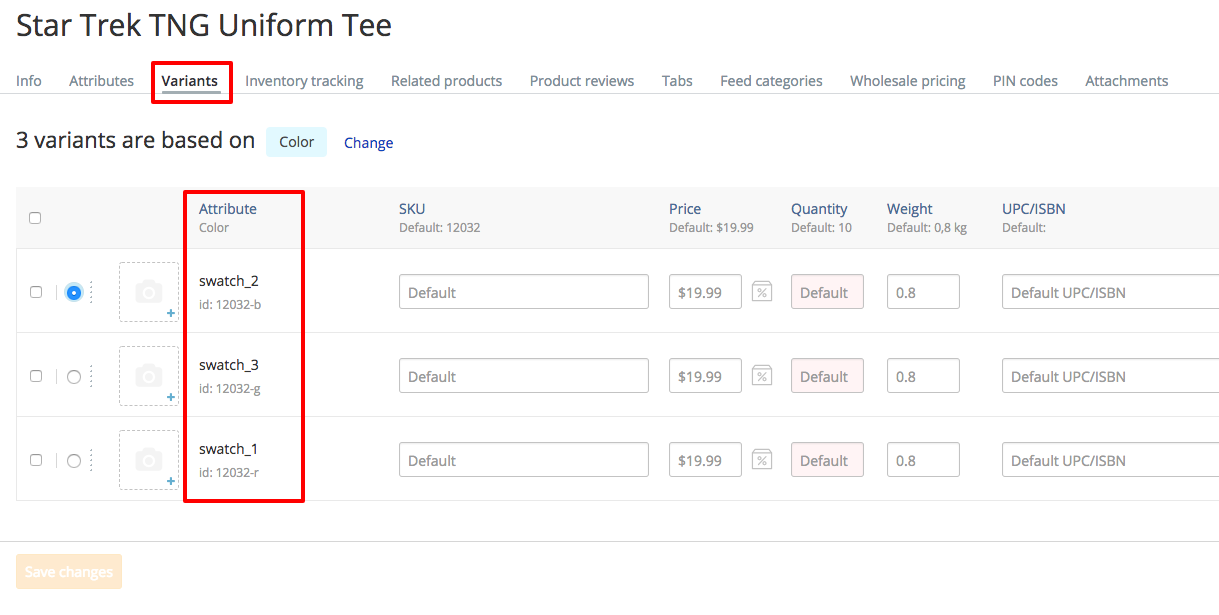 Star Trek TNG Uniform Tee
Info Attributes Variants Inventory tracking Related products Product reviews Tabs Feed categories Wholesale pricing PIN codes Attachments
3 variants are based on Color Change
Attribute SKU Price Quantity Weight UPC/ISBN
Color Default: 12032 Default: $19.99 Default: 10 Default: 0,8 kg Default:
swatch_2
Default $19.99 % Default 0.8 Default UPC/ISBN
id: 12032-b
swatch_3
Default $19.99 % Default 0.8 Default UPC/ISBN
id: 12032-g
swatch_1
Default $19.99 % Default 0.8 Default UPC/ISBN
id: 12032-r
Save changes